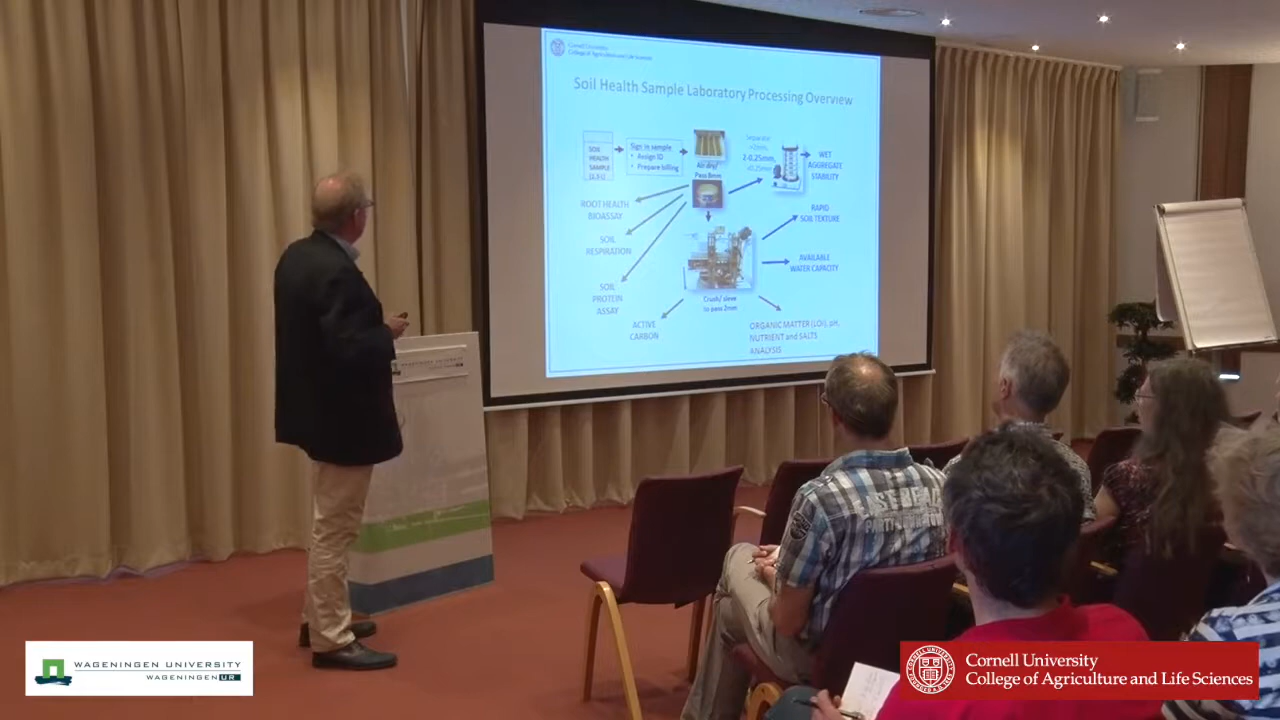 Cornell University
College of Agriculture and Life Sciences
Soil Health Sample Laboratory Processing Overview
SOIL
HEALTH
SAMPLE
Sign in sample
• Assign ID
• Prepare billing
Air dry/
Pass 8mm
Separate
2-0.25mm,
WET
AGGREGATE
STABILITY
ROOT HEALTH
BIOASSAY
RAPID
SOIL TEXTURE
SOIL
RESPIRATION
AVAILABLE
WATER CAPACITY
SOIL
PROTEIN
ASSAY
Crush/ sieve
to pass 2mm
ACTIVE
CARBON
ORGANIC MATTER (LOI), pH,
NUTRIENT and SALTS
ANALYSIS
WAGENINGEN UNIVERSITY
WAGENINGEN UNIVERSITY
WAGENINGEN UR
Cornell University
College of Agriculture and Life Sciences